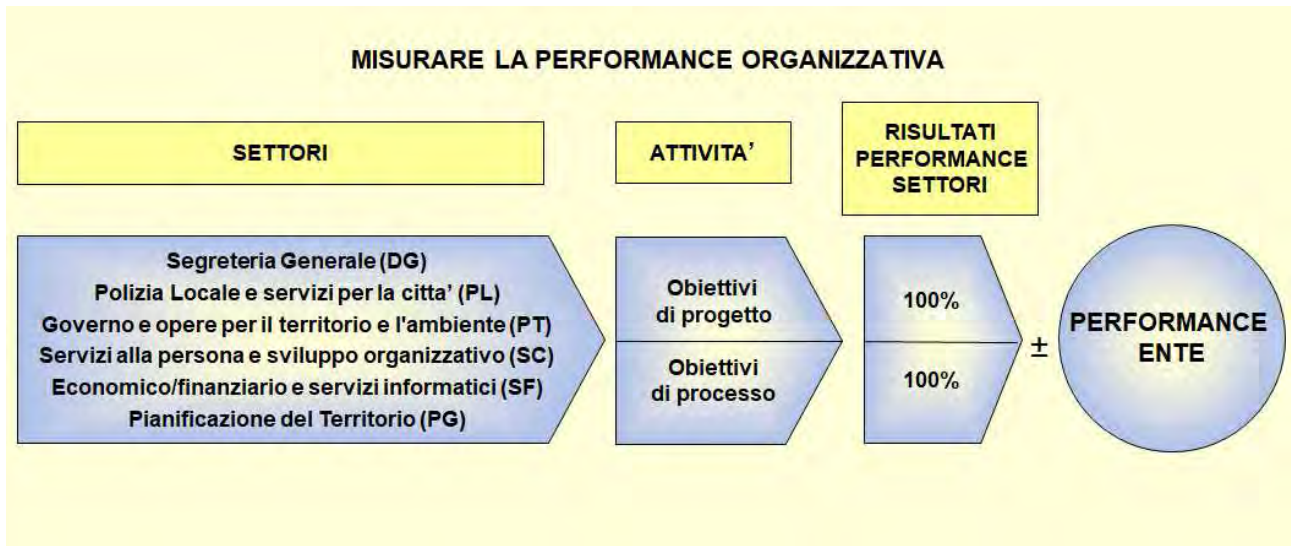 MISURARE LA PERFORMANCE ORGANIZZATIVA
SETTORI
ATTIVITA’
RISULTATI
PERFORMANCE
SETTORI
Segreteria Generale (DG)
Polizia Locale e servizi per la citta’ (PL)
Governo e opere per il territorio e l'ambiente (PT)
Servizi alla persona e sviluppo organizzativo (SC)
Economico/finanziario e servizi informatici (SF)
Pianificazione del Territorio (PG)
Obiettivi
di progetto
Obiettivi
di processo
100%
100%
±
PERFORMANCE
ENTE